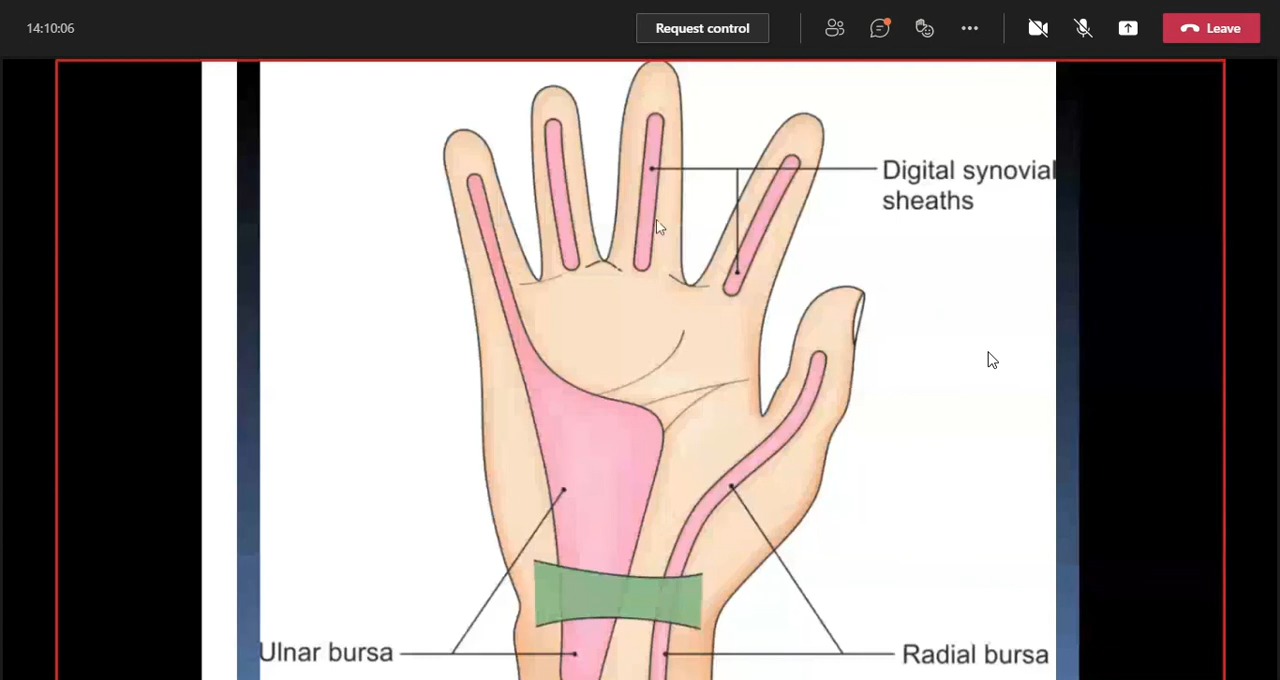 14:10:06
Request control
Leave
Digital synovial
sheaths
Ulnar bursa
Radial bursa